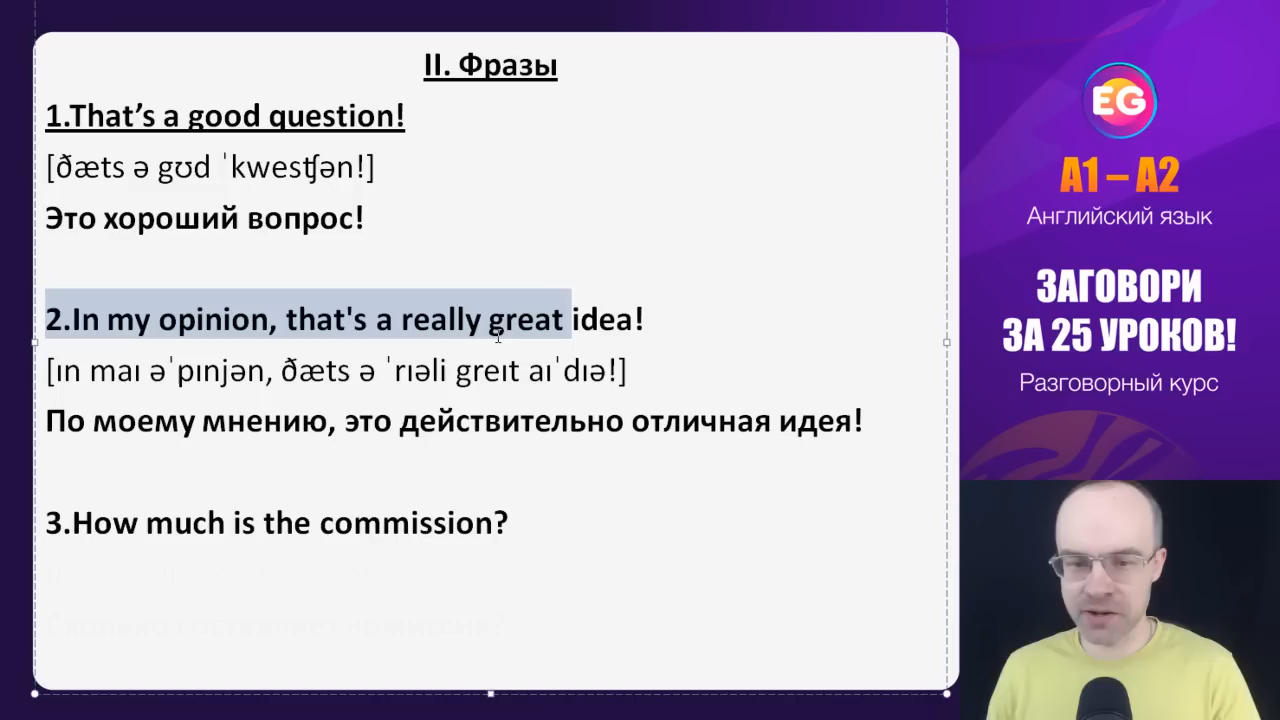 II. Фразы
1.That’s a good question!
[ðæts ə gʊd ˈkwesʧən!]
Это хороший вопрос!
2.In my opinion, that's a really great idea!
[ɪn maɪ əˈpɪnjən, ðæts ə ˈrɪəli greɪt aɪˈdɪə!]
По моему мнению, это действительно отличная идея!
3.How much is the commission?
EG
A1 – A2
Английский язык
ЗАГОВОРИ
ЗА 25 УРОКОВ!
Разговорный курс